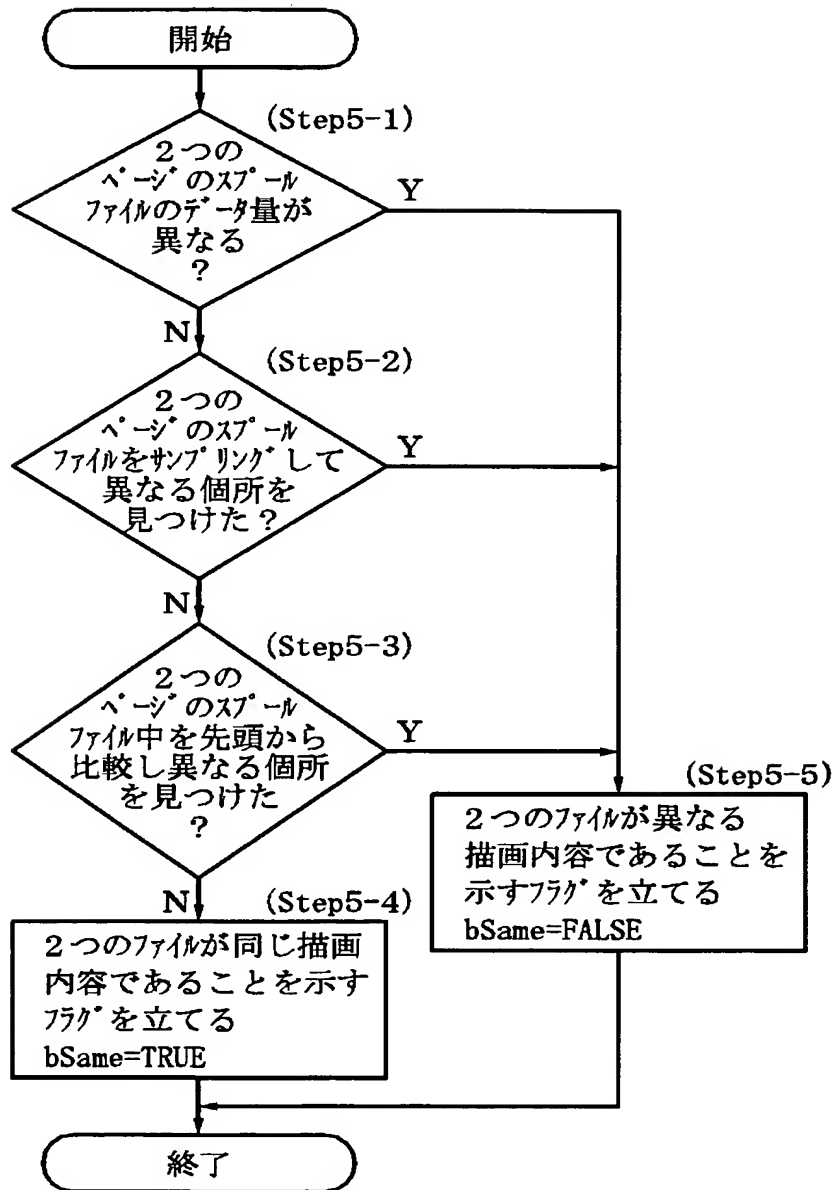 開始
(Step5-1)
２つの
ﾍﾟｰｼﾞのｽﾌﾟｰﾙ
ﾌｧｲﾙのﾃﾞｰﾀ量が
異なる
？
Y
N
(Step5-2)
２つの
ﾍﾟｰｼﾞのｽﾌﾟｰﾙ
ﾌｧｲﾙをｻﾝﾌﾟﾘﾝｸﾞして
異なる個所を
見つけた？
Y
N
(Step5-3)
２つの
ﾍﾟｰｼﾞのｽﾌﾟｰﾙ
ﾌｧｲﾙ中を先頭から
比較し異なる個所
を見つけた
？
Y
N
(Step5-4)
２つのﾌｧｲﾙが同じ描画
内容であることを示す
ﾌﾗｸﾞを立てる
bSame=TRUE
(Step5-5)
２つのﾌｧｲﾙが異なる
描画内容であることを
示すﾌﾗｸﾞを立てる
bSame=FALSE
終了